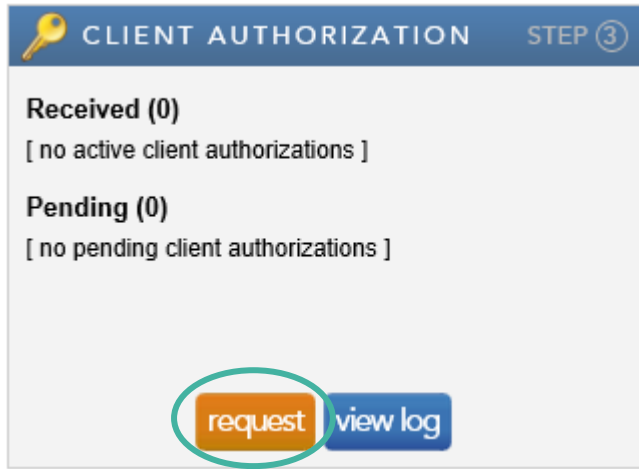 CLIENT AUTHORIZATION STEP 3
Received (0)
[ no active client authorizations ]
Pending (0)
[ no pending client authorizations ]
request view log